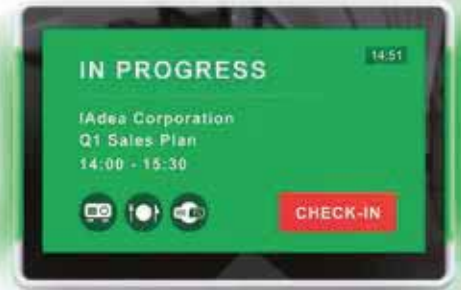 14:51
IN PROGRESS
IAdea Corporation
Q1 Sales Plan
14:00 - 15:30
CHECK-IN